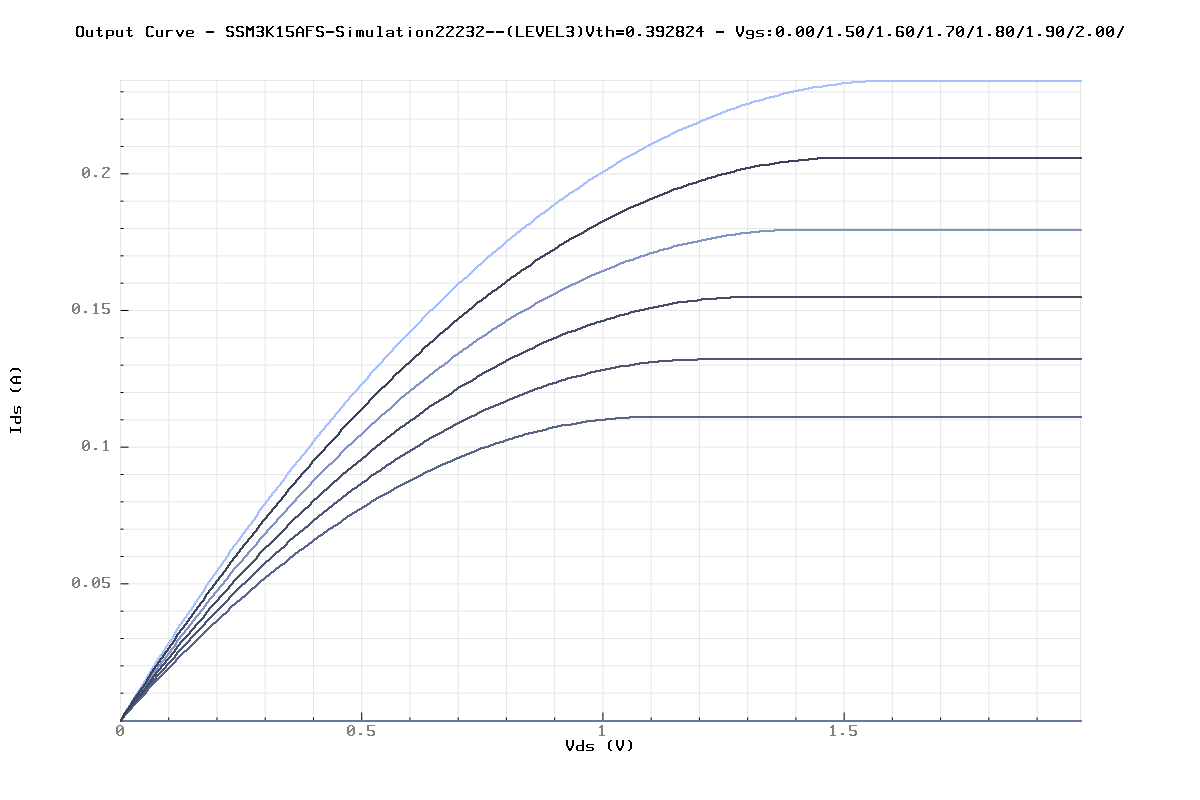 Output Curve - SSM3K15AFS-Simulation22232--(LEVEL3)Vth=0.392824 - Vgs:0.00/1.50/1.60/1.70/1.80/1.90/2.00/
0.2
0.15
0.1
0.05
Ids (A)
0 0.5 1 1.5
Vds (V)